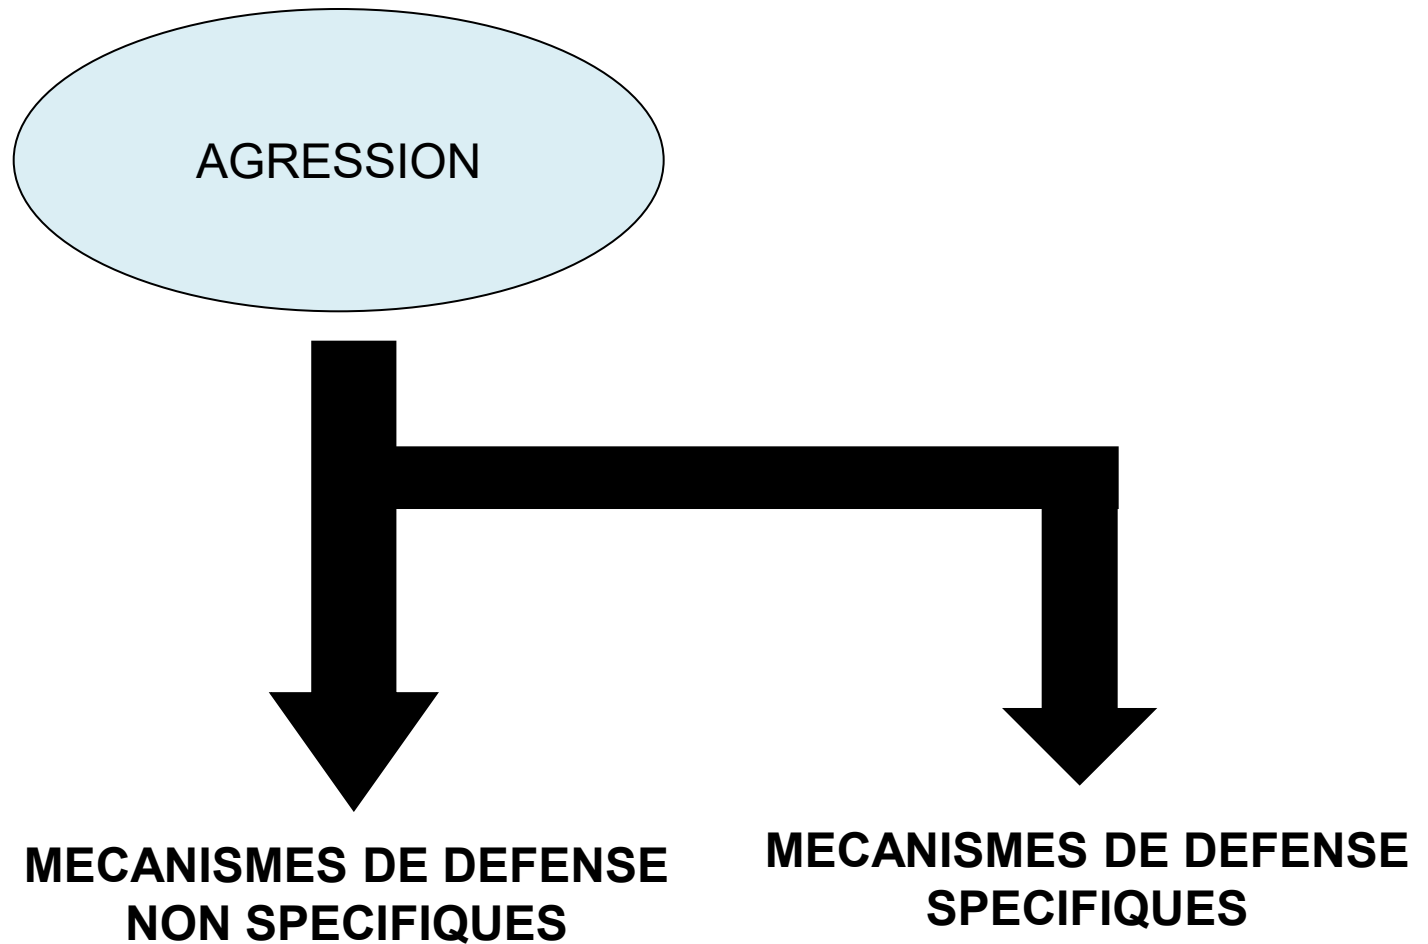 AGRESSION
MECANISMES DE DEFENSE
NON SPECIFIQUES
MECANISMES DE DEFENSE
SPECIFIQUES